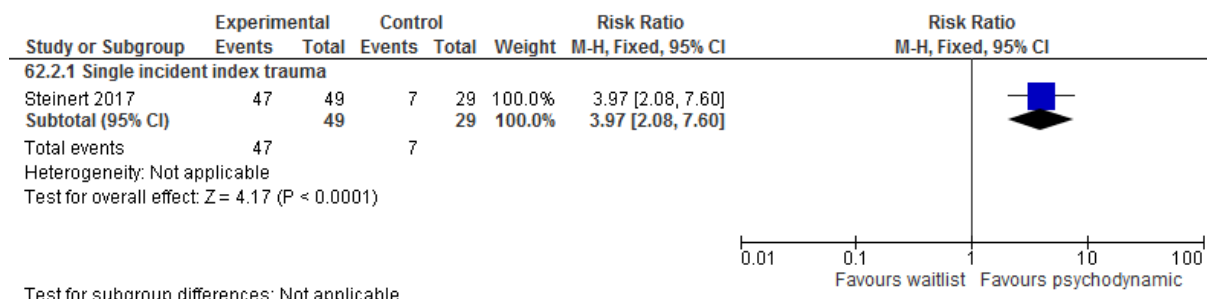 Experimental Control Risk Ratio Risk Ratio
Study or Subgroup Events Total Events Total Weight M-H, Fixed, 95% CI M-H, Fixed, 95% CI
62.2.1 Single incident index trauma
Steinert 2017 47 49 7 29 100.0% 3.97 [2.08, 7.60]
Subtotal (95% CI) 49 29 100.0% 3.97 [2.08, 7.60]
Total events 47 7
Heterogeneity: Not applicable
Test for overall effect: Z = 4.17 (P < 0.0001)
0.01 0.1 1 10 100
Favours waitlist Favours psychodynamic
Test for subgroup differences: Not applicable